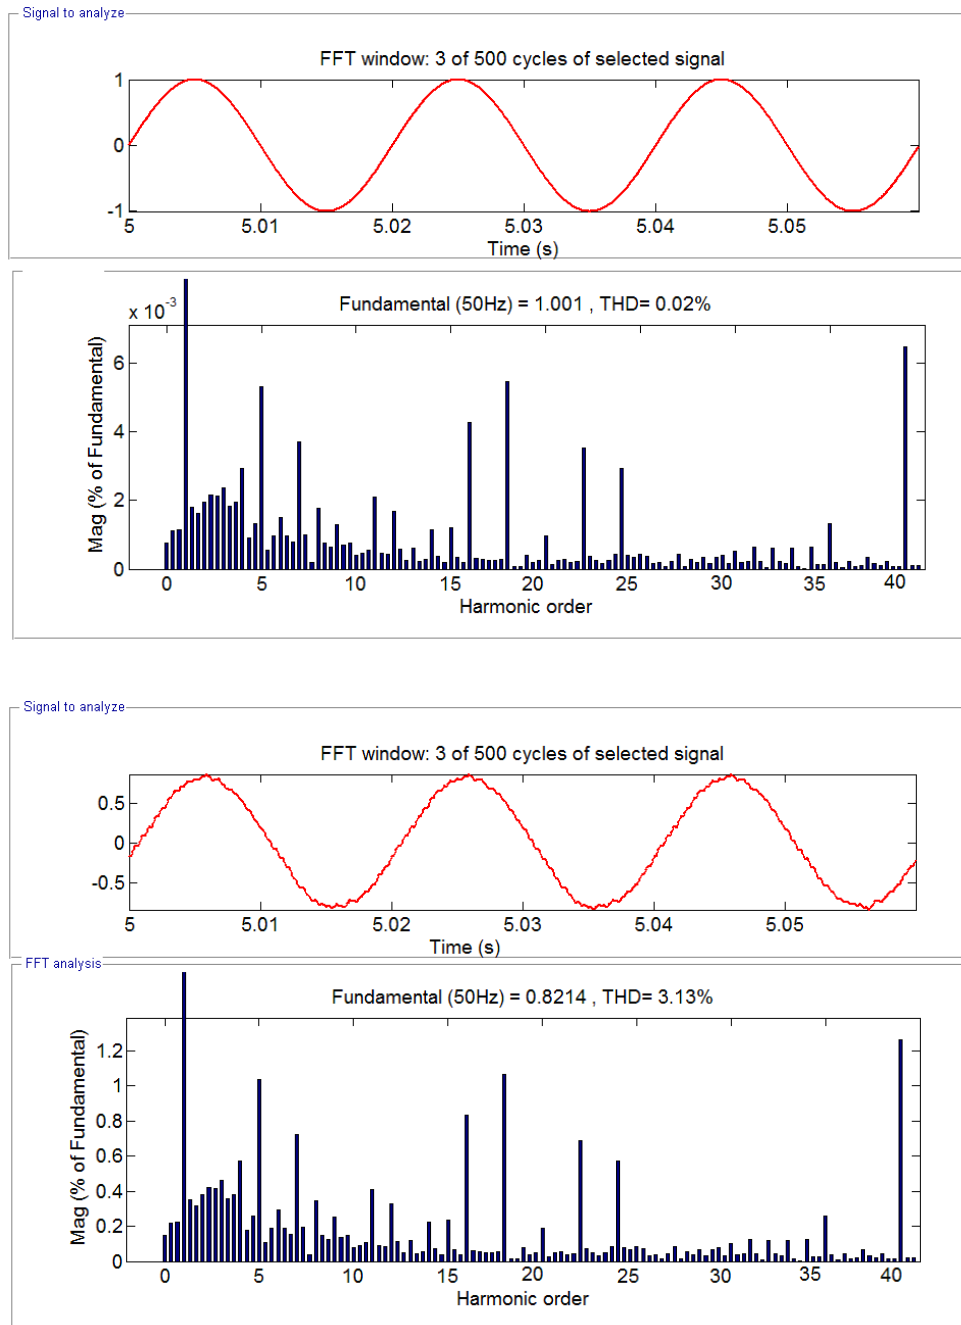 Signal to analyze
FFT window: 3 of 500 cycles of selected signal
1
0
-1
5 5.01 5.02 5.03 5.04 5.05
Time (s)
x 10-3
Fundamental (50Hz) = 1.001 , THD= 0.02%
6
4
2
0
Mag (% of Fundamental)
0 5 10 15 20 25 30 35 40
Harmonic order
Signal to analyze
FFT window: 3 of 500 cycles of selected signal
0.5
0
-0.5
5 5.01 5.02 5.03 5.04 5.05
Time (s)
FFT analysis
Fundamental (50Hz) = 0.8214 , THD= 3.13%
1.2
1
0.8
0.6
0.4
0.2
0
Mag (% of Fundamental)
0 5 10 15 20 25 30 35 40
Harmonic order